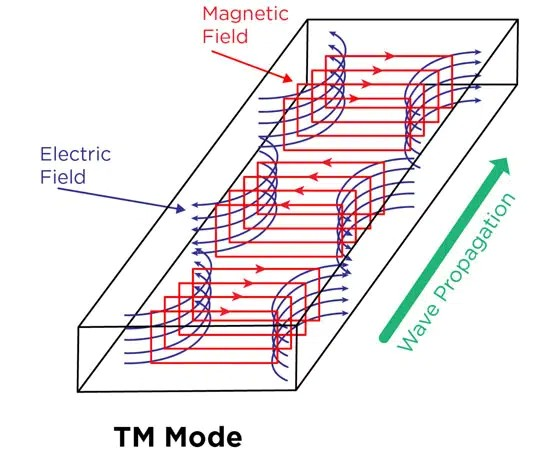 Magnetic
Field
Electric
Field
Wave Propagation
TM Mode